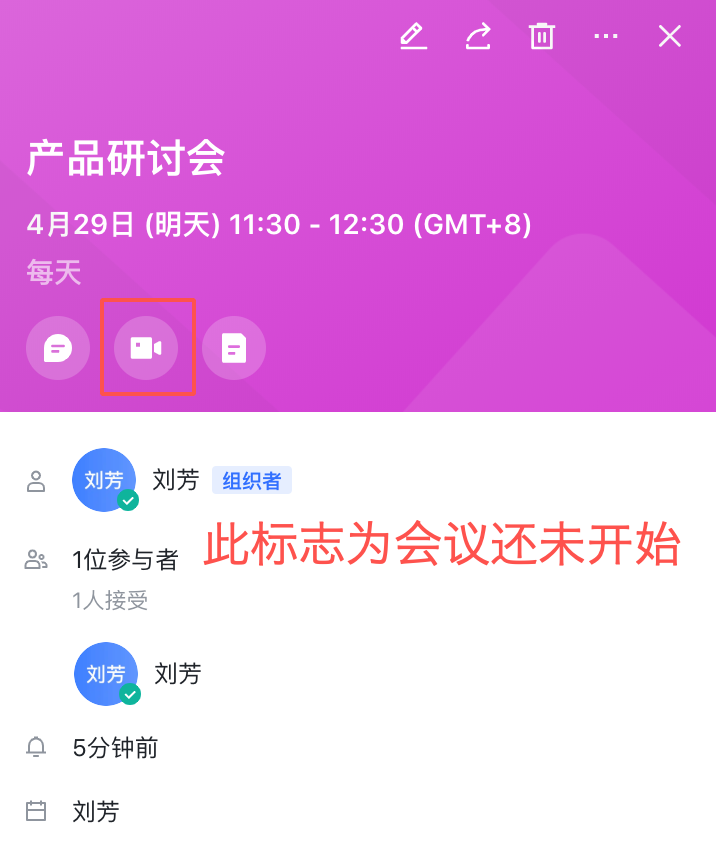 产品研讨会
4月29日 (明天) 11:30 - 12:30 (GMT+8)
每天
刘芳 刘芳 组织者
此标志为会议还未开始
1位参与者
1人接受
刘芳 刘芳
5分钟前
刘芳